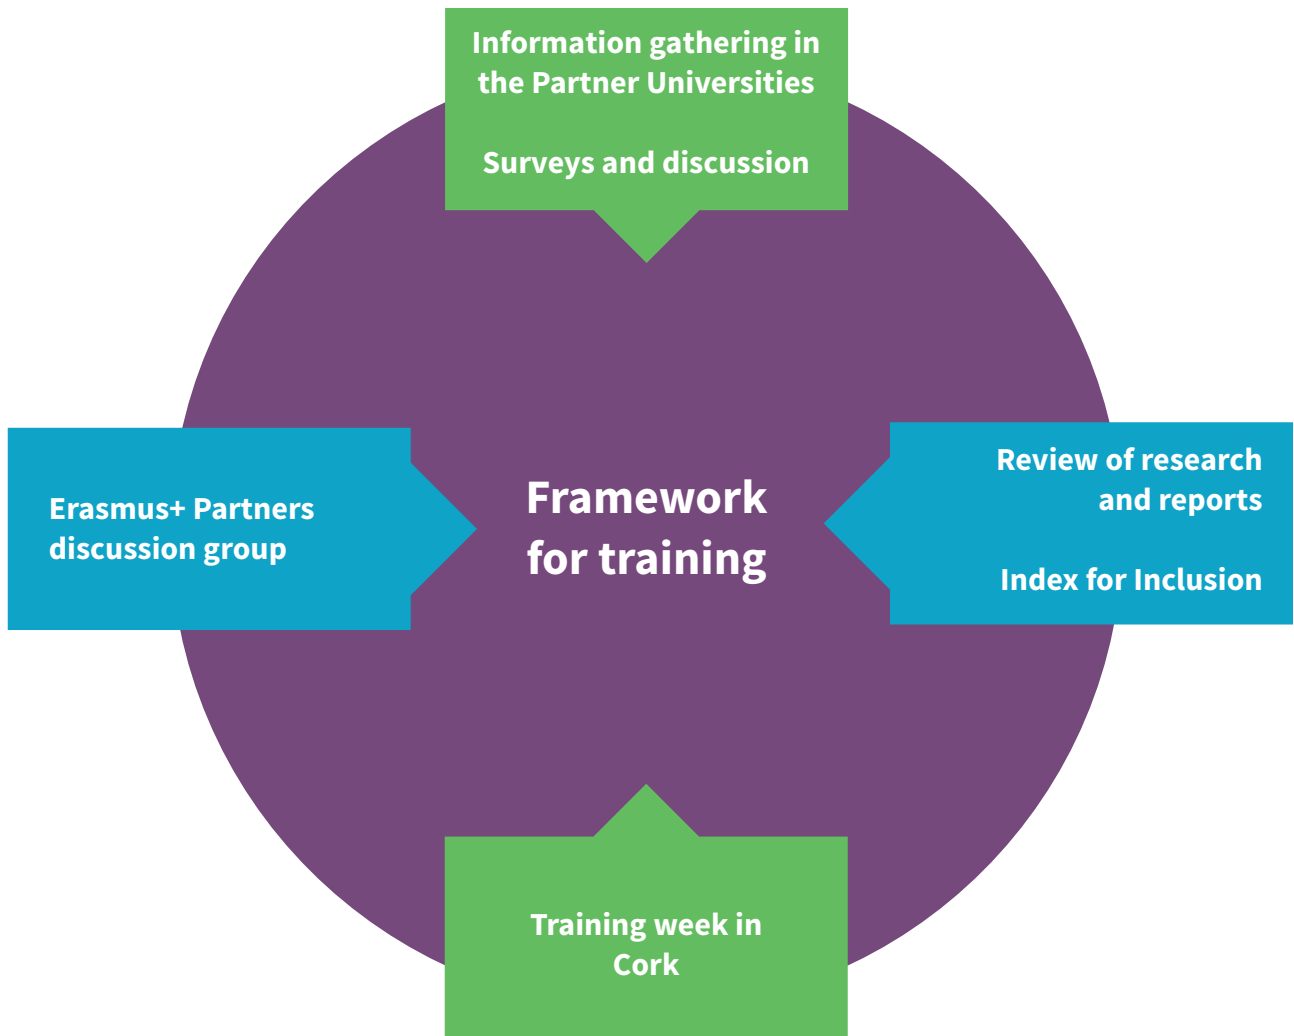 Information gathering in
the Partner Universities
Surveys and discussion
Erasmus+ Partners
discussion group
Framework
for training
Review of research
and reports
Index for Inclusion
Training week in
Cork